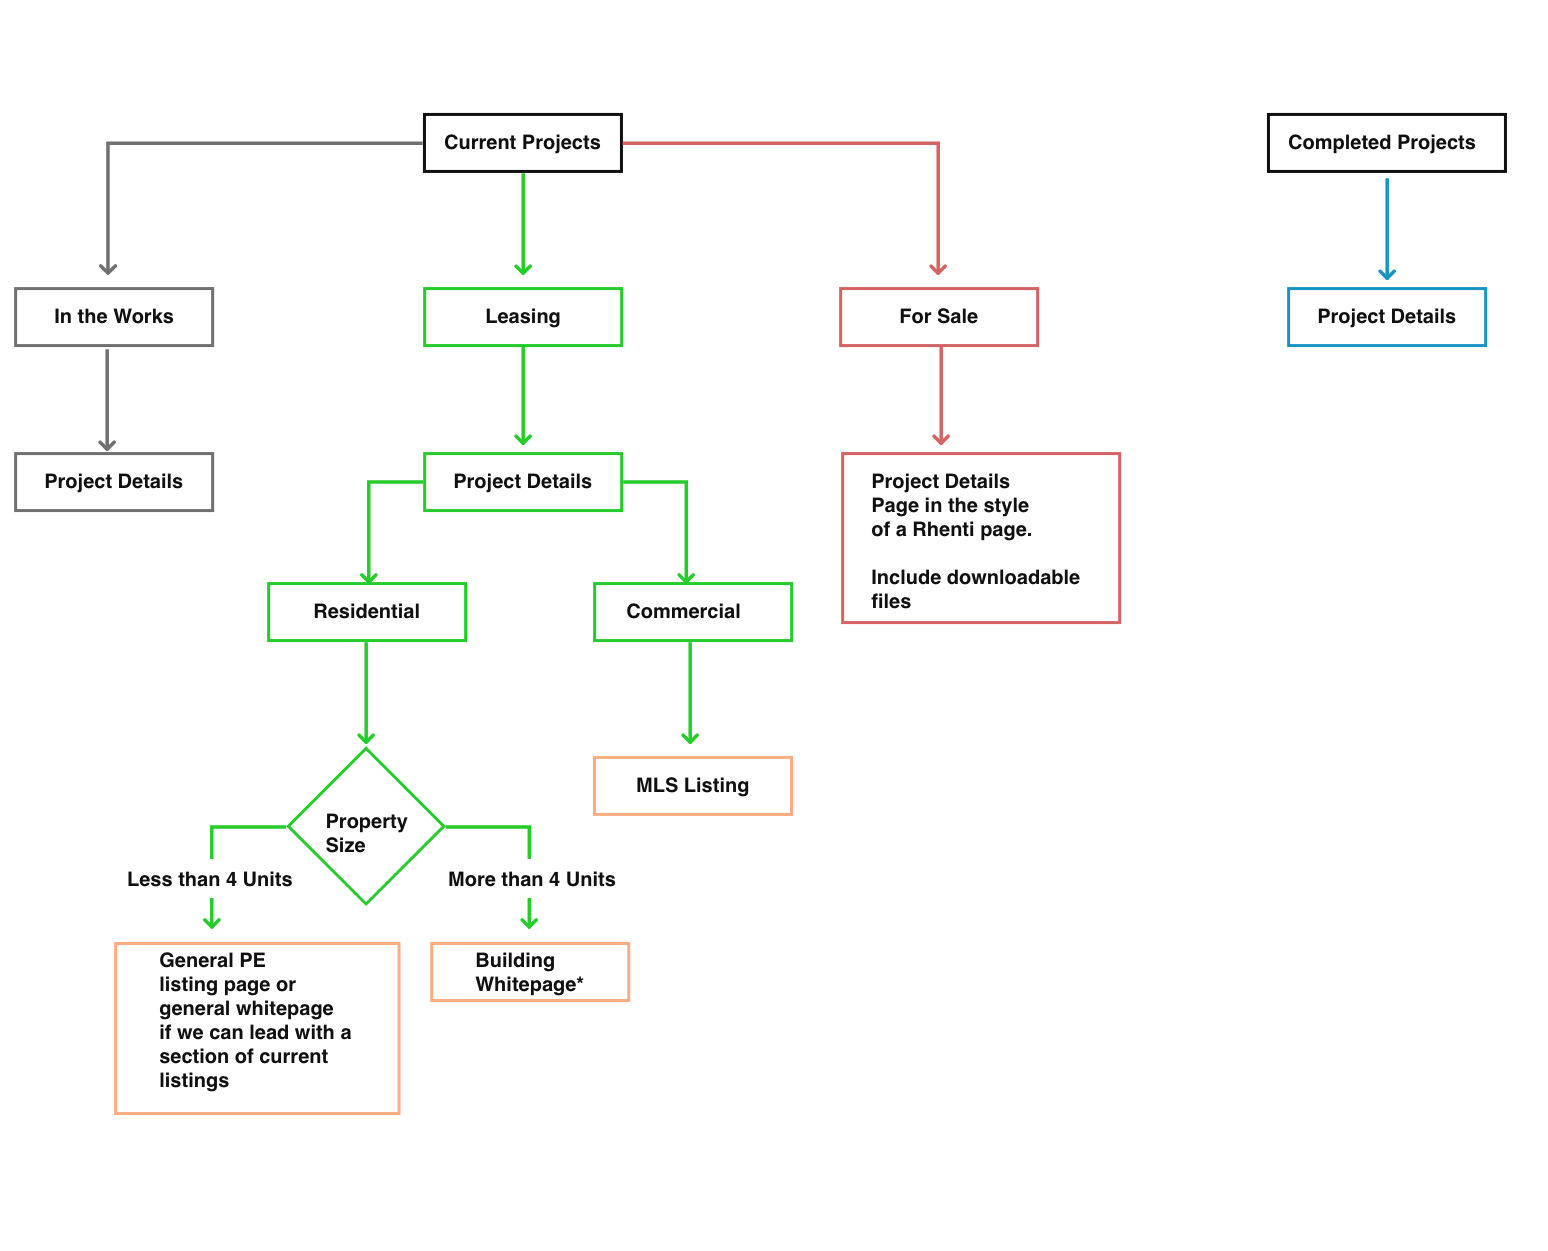 Current Projects
Completed Projects
In the Works
Leasing
For Sale
Project Details
Project Details
Project Details
Project Details
Page in the style
of a Rhenti page.
Include downloadable
files
Residential
Commercial
MLS Listing
Property
Size
Less than 4 Units
More than 4 Units
General PE
listing page or
general whitepage
if we can lead with a
section of current
listings
Building
Whitepage*